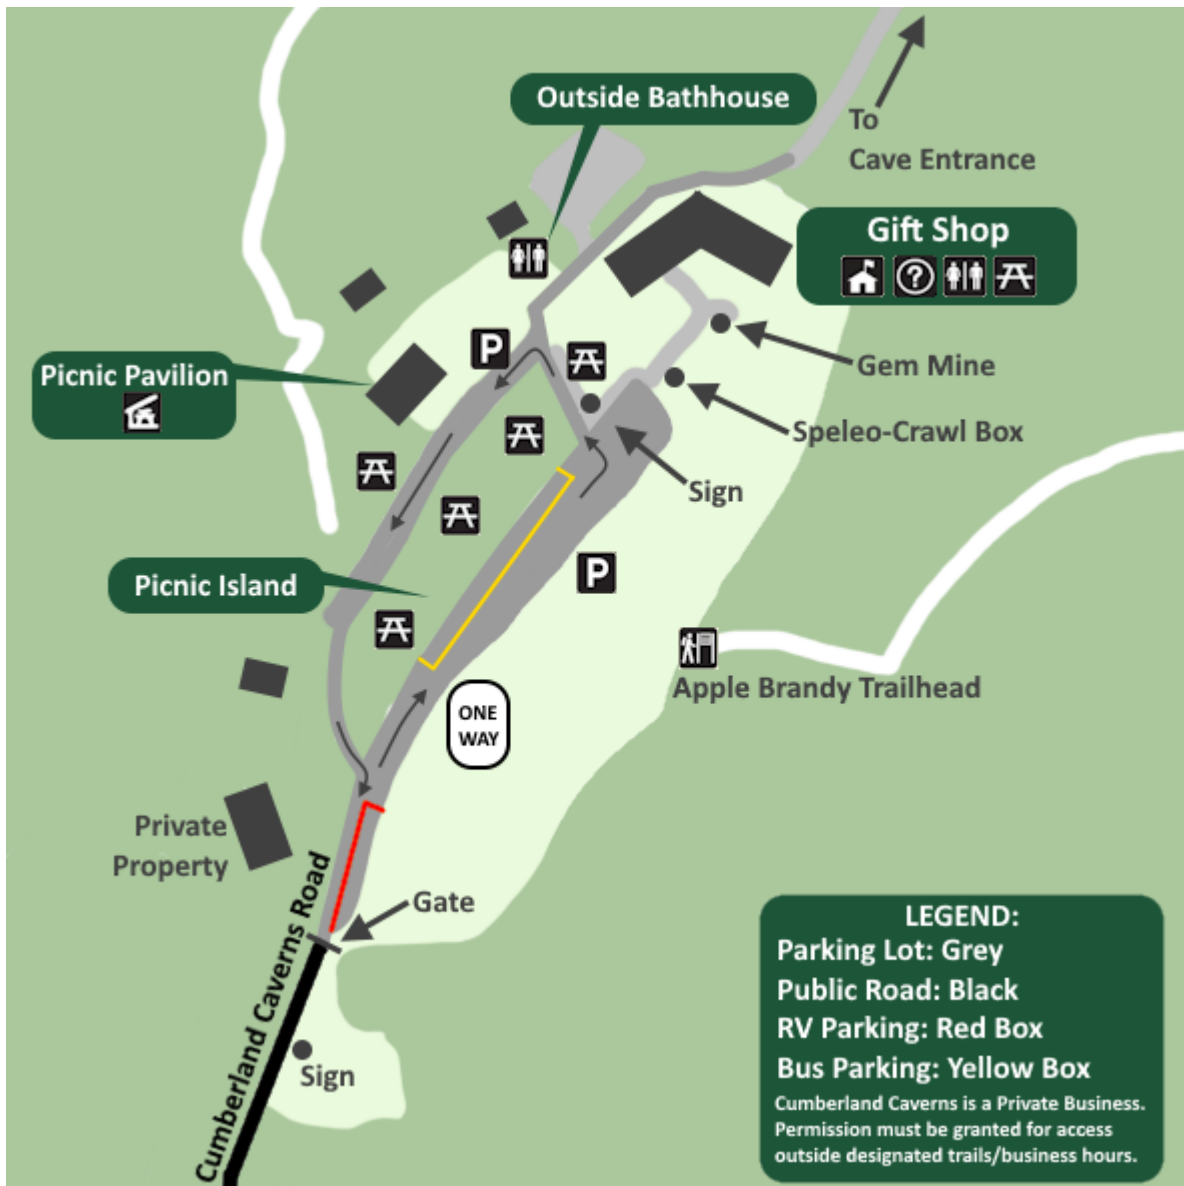 Outside Bathhouse
To
Cave Entrance
Gift Shop
?
Gem Mine
Picnic Pavilion
P
Speleo-Crawl Box
Sign
Picnic Island
P
Apple Brandy Trailhead
ONE
WAY
Private
Property
Gate
Cumberland Caverns Road
Sign
LEGEND:
Parking Lot: Grey
Public Road: Black
RV Parking: Red Box
Bus Parking: Yellow Box
Cumberland Caverns is a Private Business.
Permission must be granted for access
outside designated trails/business hours.